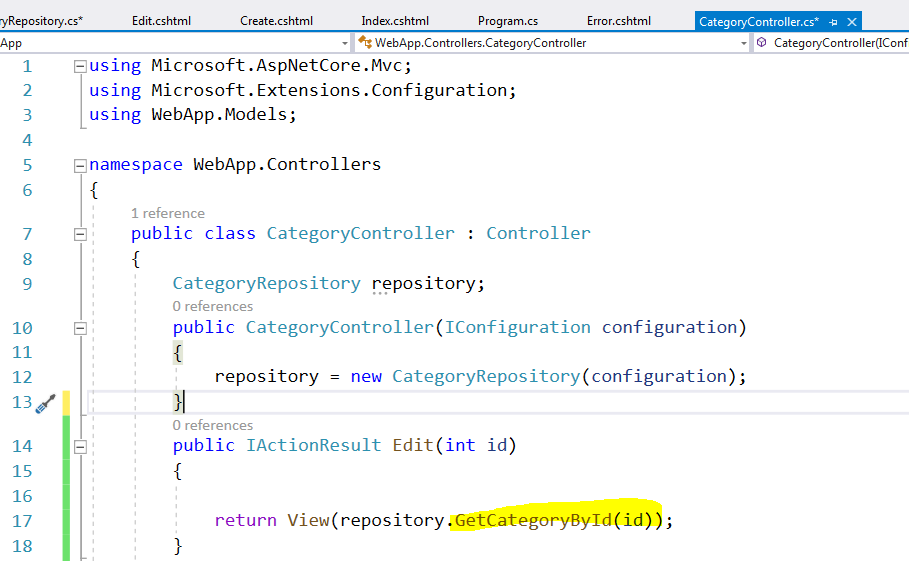 ryRepository.cs* Edit.cshtml Create.cshtml Index.cshtml Program.cs Error.cshtml CategoryController.cs*
App WebApp.Controllers.CategoryController CategoryController(IConf
1 using Microsoft.AspNetCore.Mvc;
2 using Microsoft.Extensions.Configuration;
3 using WebApp.Models;
4
5 namespace WebApp.Controllers
6 {
1 reference
7 public class CategoryController : Controller
8 {
9 CategoryRepository repository;
0 references
10 public CategoryController(IConfiguration configuration)
11 {
12 repository = new CategoryRepository(configuration);
13 }
0 references
14 public IActionResult Edit(int id)
15 {
16
17 return View(repository.GetCategoryById(id));
18 }